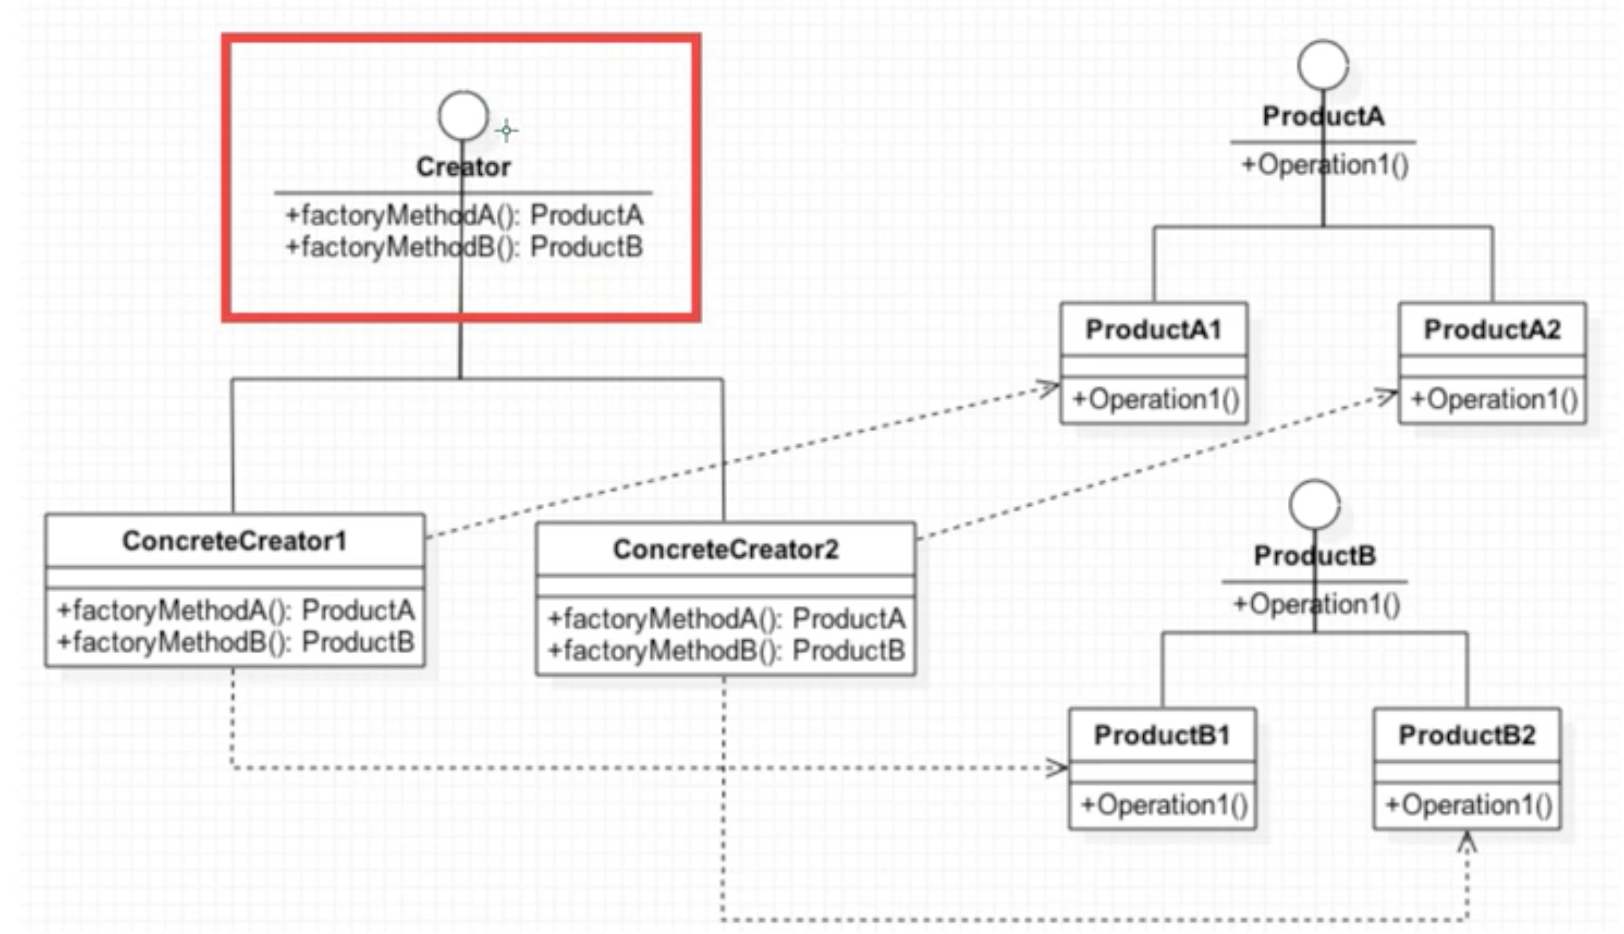 Creator
+factoryMethodA(): ProductA
+factoryMethodB(): ProductB
ProductA
+Operation1()
ProductA1
+Operation1()
ProductA2
+Operation1()
ConcreteCreator1
+factoryMethodA(): ProductA
+factoryMethodB(): ProductB
ConcreteCreator2
+factoryMethodA(): ProductA
+factoryMethodB(): ProductB
ProductB
+Operation1()
ProductB1
+Operation1()
ProductB2
+Operation1()